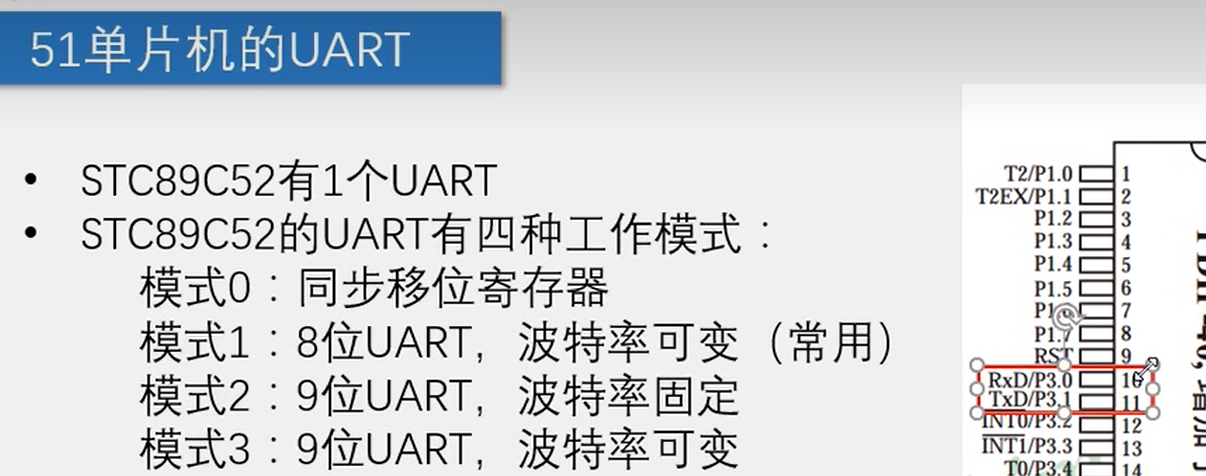 51单片机的UART
• STC89C52有1个UART
• STC89C52的UART有四种工作模式：
模式0：同步移位寄存器
模式1：8位UART，波特率可变（常用）
模式2：9位UART，波特率固定
模式3：9位UART，波特率可变
T2/P1.0 1
T2EX/P1.1 2
P1.2 3
P1.3 4
P1.4 5
P1.5 6
7
P1.7 8
RST 9
RxD/P3.0 10
TxD/P3.1 11
INT0/P3.2 12
INT1/P3.3 13
T0/P3.4